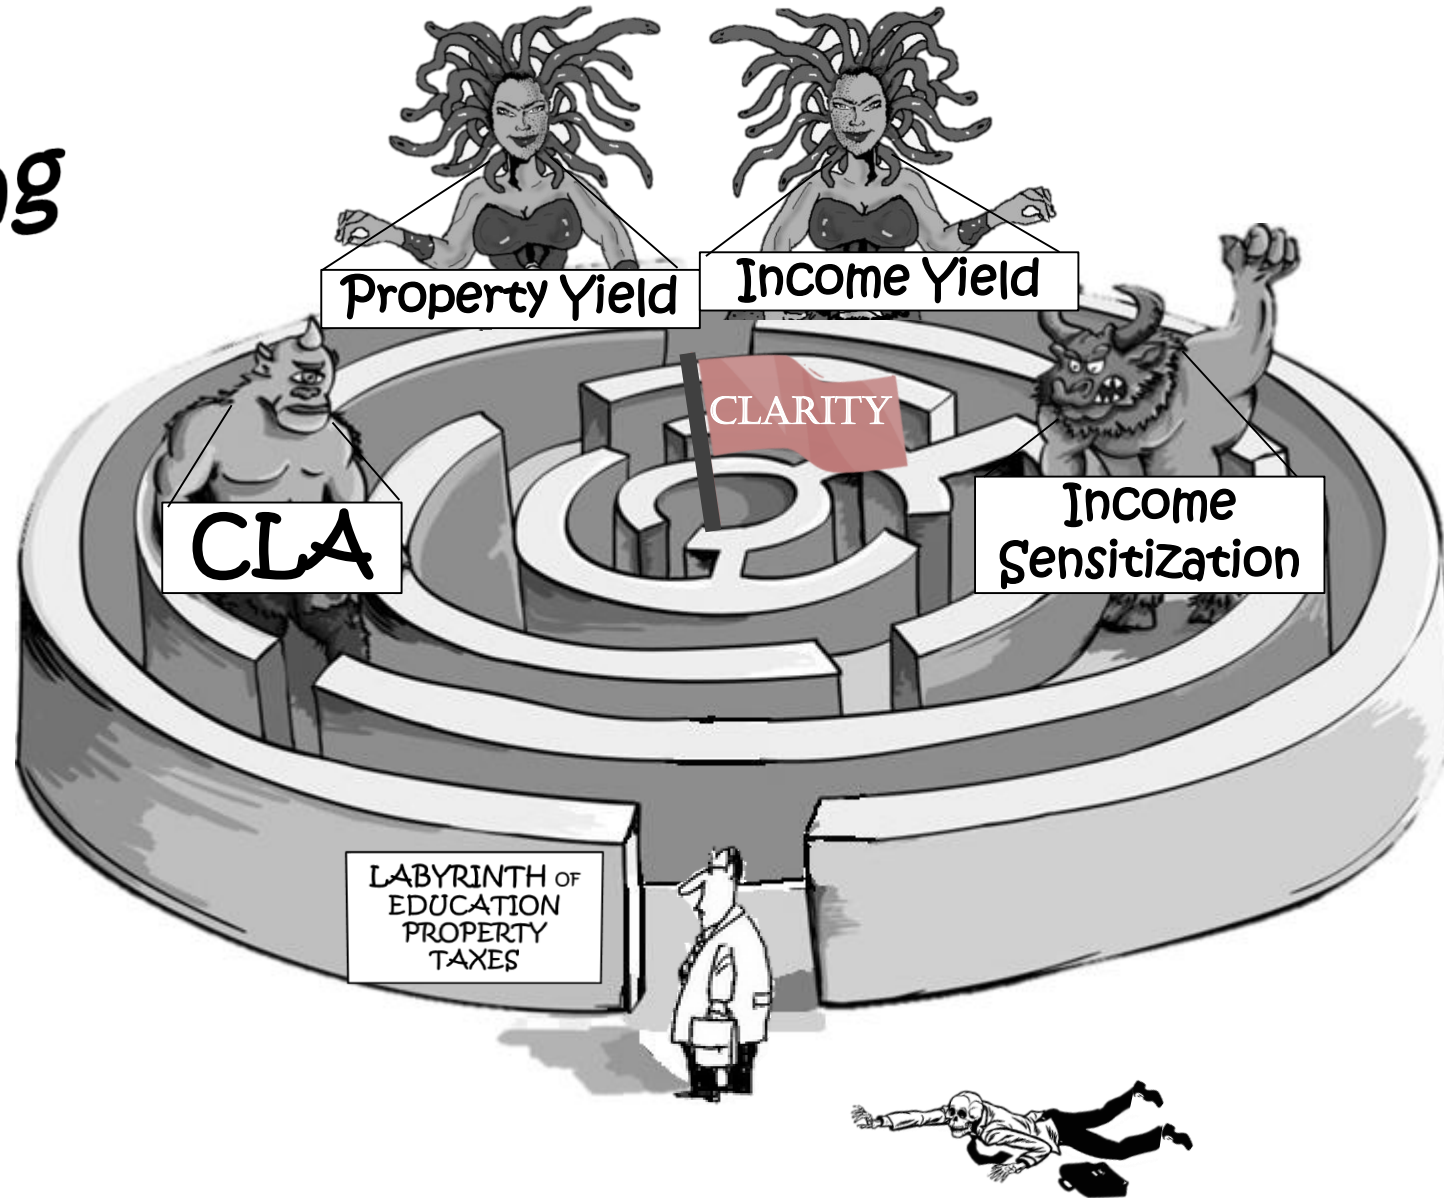 Property Yield
Income Yield
CLARITY
CLA
Income
Sensitization
LABYRINTH OF
EDUCATION
PROPERTY
TAXES